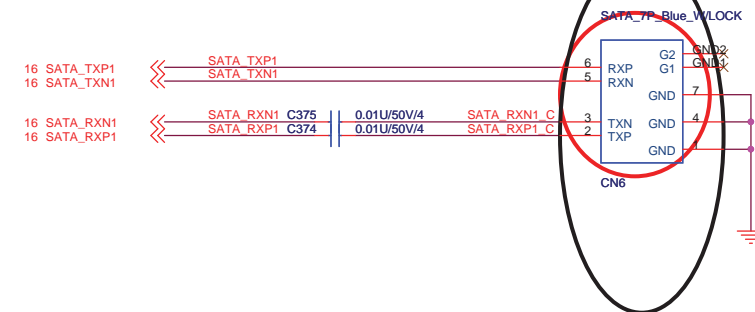 SATA_7P_Blue_W/LOCK
16 SATA_TXP1 SATA_TXP1 6 RXP G2 GND2
16 SATA_TXN1 SATA_TXN1 5 RXN G1 GND1
GND 7
16 SATA_RXN1 SATA_RXN1 C375 0.01U/50V/4 SATA_RXN1_C 3 TXN GND 4
16 SATA_RXP1 SATA_RXP1 C374 0.01U/50V/4 SATA_RXP1_C 2 TXP
GND 1
CN6